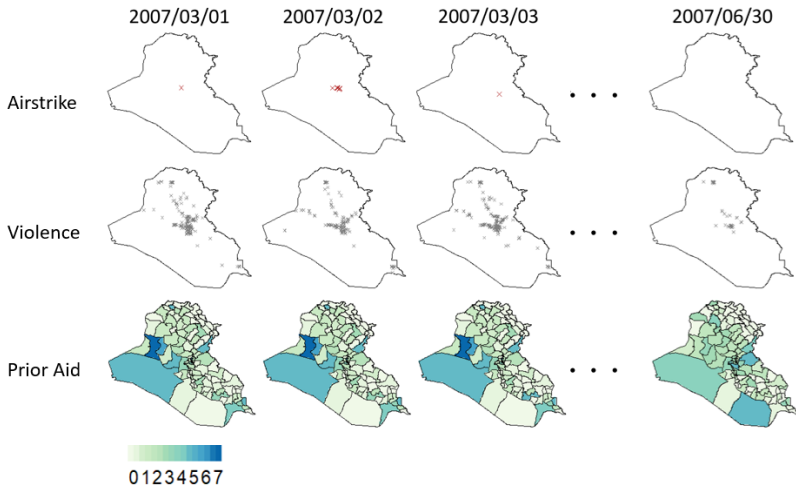 2007/03/01 2007/03/02 2007/03/03 2007/06/30
Airstrike • • •
Violence • • •
Prior Aid • • •
01234567